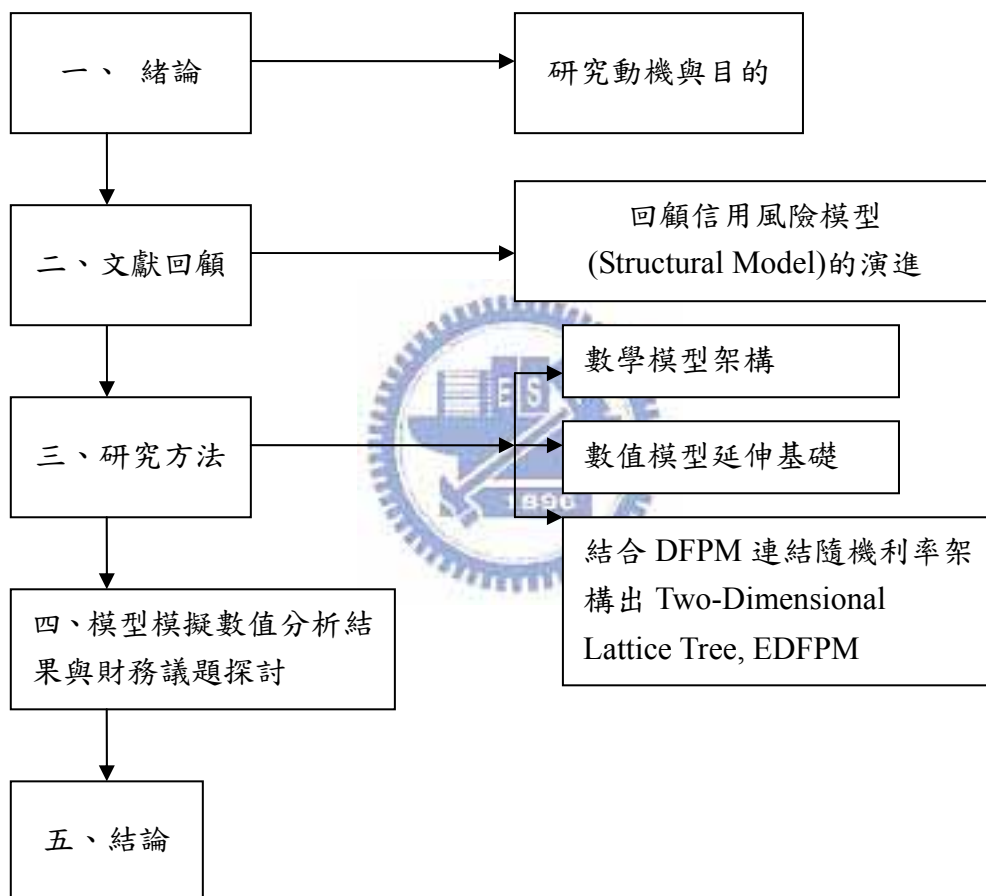 一、 緒論
研究動機與目的
二、文獻回顧
回顧信用風險模型
(Structural Model)的演進
三、研究方法
數學模型架構
數值模型延伸基礎
結合 DFPM 連結隨機利率架
構出 Two-Dimensional
Lattice Tree, EDFPM
四、模型模擬數值分析結
果與財務議題探討
五、結論
E S
1896